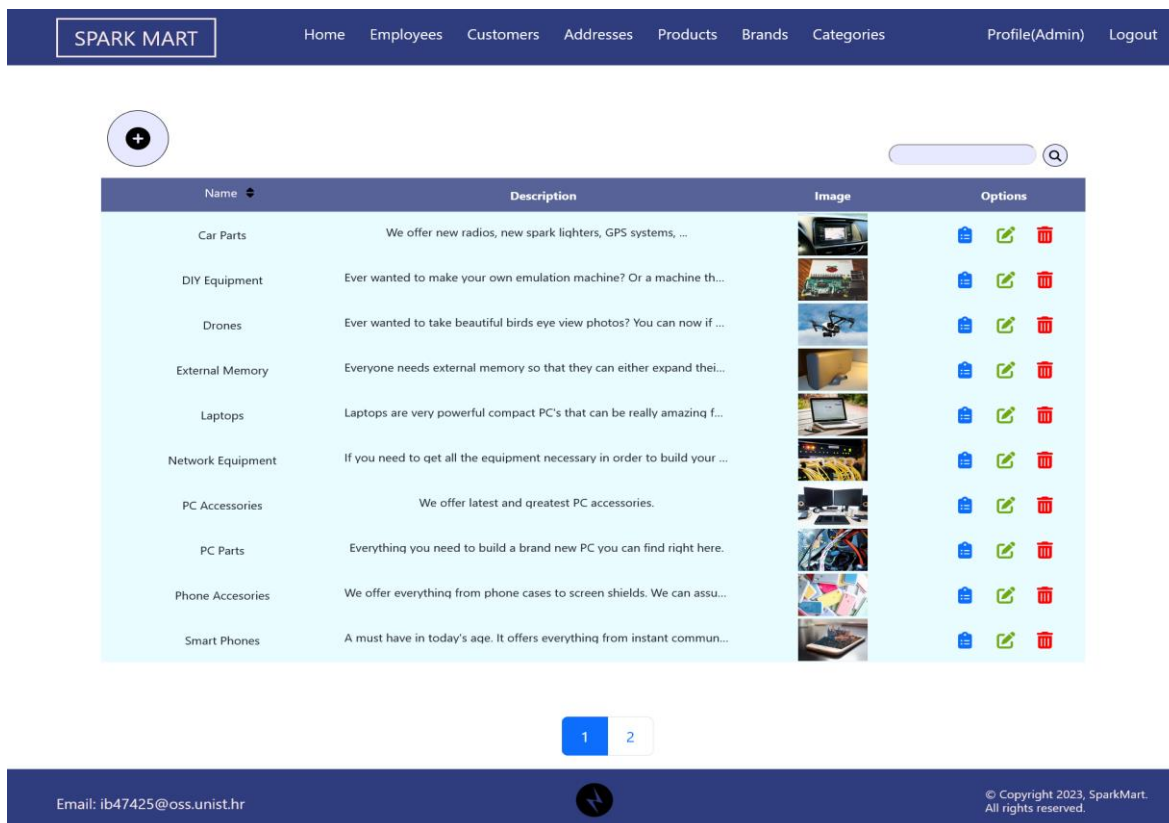 SPARK MART Home Employees Customers Addresses Products Brands Categories Profile(Admin) Logout
Name Description Image Options
Car Parts We offer new radios, new spark lighters, GPS systems, ...
DIY Equipment Ever wanted to make your own emulation machine? Or a machine th...
Drones Ever wanted to take beautiful birds eye view photos? You can now if ...
External Memory Everyone needs external memory so that they can either expand thei...
Laptops Laptops are very powerful compact PC's that can be really amazing f...
Network Equipment If you need to get all the equipment necessary in order to build your ...
PC Accessories We offer latest and greatest PC accessories.
PC Parts Everything you need to build a brand new PC you can find right here.
Phone Accesories We offer everything from phone cases to screen shields. We can assu...
Smart Phones A must have in today's age. It offers everything from instant commun...
1 2
Email: ib47425@oss.unist.hr
© Copyright 2023, SparkMart.
All rights reserved.